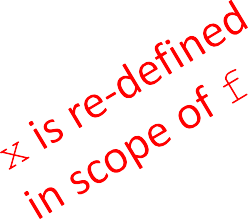 x is re-defined
in scope of f